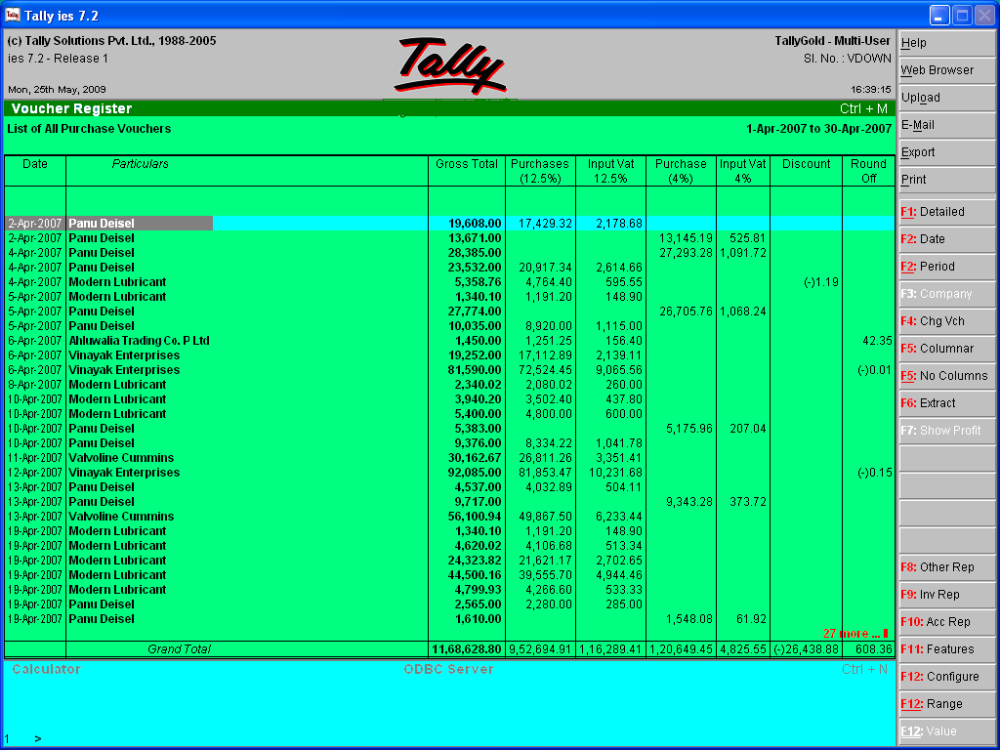 Tally ies 7.2
(c) Tally Solutions Pvt. Ltd., 1988-2005
ies 7.2 - Release 1
Mon, 25th May, 2009
Tally
TallyGold - Multi-User
Sl. No. : VDOWN
16:39:15
Voucher Register Ctrl + M
List of All Purchase Vouchers 1-Apr-2007 to 30-Apr-2007
Date Particulars Gross Total Purchases (12.5%) Input Vat 12.5% Purchase (4%) Input Vat 4% Discount Round Off
2-Apr-2007 Panu Deisel 19,608.00 17,429.32 2,178.68
2-Apr-2007 Panu Deisel 13,671.00 13,145.19 525.81
4-Apr-2007 Panu Deisel 28,385.00 27,293.28 1,091.72
4-Apr-2007 Panu Deisel 23,532.00 20,917.34 2,614.66
4-Apr-2007 Modern Lubricant 5,358.76 4,764.40 595.55 (-)1.19
5-Apr-2007 Modern Lubricant 1,340.10 1,191.20 148.90
5-Apr-2007 Panu Deisel 27,774.00 26,705.76 1,068.24
5-Apr-2007 Panu Deisel 10,035.00 8,920.00 1,115.00
6-Apr-2007 Ahluwalia Trading Co. P Ltd 1,450.00 1,251.25 156.40 42.35
6-Apr-2007 Vinayak Enterprises 19,252.00 17,112.89 2,139.11
6-Apr-2007 Vinayak Enterprises 81,590.00 72,524.45 9,065.56 (-)0.01
8-Apr-2007 Modern Lubricant 2,340.02 2,080.02 260.00
10-Apr-2007 Modern Lubricant 3,940.20 3,502.40 437.80
10-Apr-2007 Modern Lubricant 5,400.00 4,800.00 600.00
10-Apr-2007 Panu Deisel 5,383.00 5,175.96 207.04
10-Apr-2007 Panu Deisel 9,376.00 8,334.22 1,041.78
11-Apr-2007 Valvoline Cummins 30,162.67 26,811.26 3,351.41
12-Apr-2007 Vinayak Enterprises 92,085.00 81,853.47 10,231.68 (-)0.15
13-Apr-2007 Panu Deisel 4,537.00 4,032.89 504.11
13-Apr-2007 Panu Deisel 9,717.00 9,343.28 373.72
13-Apr-2007 Valvoline Cummins 56,100.94 49,867.50 6,233.44
19-Apr-2007 Modern Lubricant 1,340.10 1,191.20 148.90
19-Apr-2007 Modern Lubricant 4,620.02 4,106.68 513.34
19-Apr-2007 Modern Lubricant 24,323.82 21,621.17 2,702.65
19-Apr-2007 Modern Lubricant 44,500.16 39,555.70 4,944.46
19-Apr-2007 Modern Lubricant 4,799.93 4,266.60 533.33
19-Apr-2007 Panu Deisel 2,565.00 2,280.00 285.00
19-Apr-2007 Panu Deisel 1,610.00 1,548.08 61.92
27 more ...
Grand Total 11,68,628.80 9,52,694.91 1,16,289.41 1,20,649.45 4,825.55 (-)26,438.88 608.36
Calculator ODBC Server Ctrl + N
1 >
Help
Web Browser
Upload
E-Mail
Export
Print
F1: Detailed
F2: Date
F2: Period
F3: Company
F4: Chg Vch
F5: Columnar
F5: No Columns
F6: Extract
F7: Show Profit
F8: Other Rep
F9: Inv Rep
F10: Acc Rep
F11: Features
F12: Configure
F12: Range
F12: Value